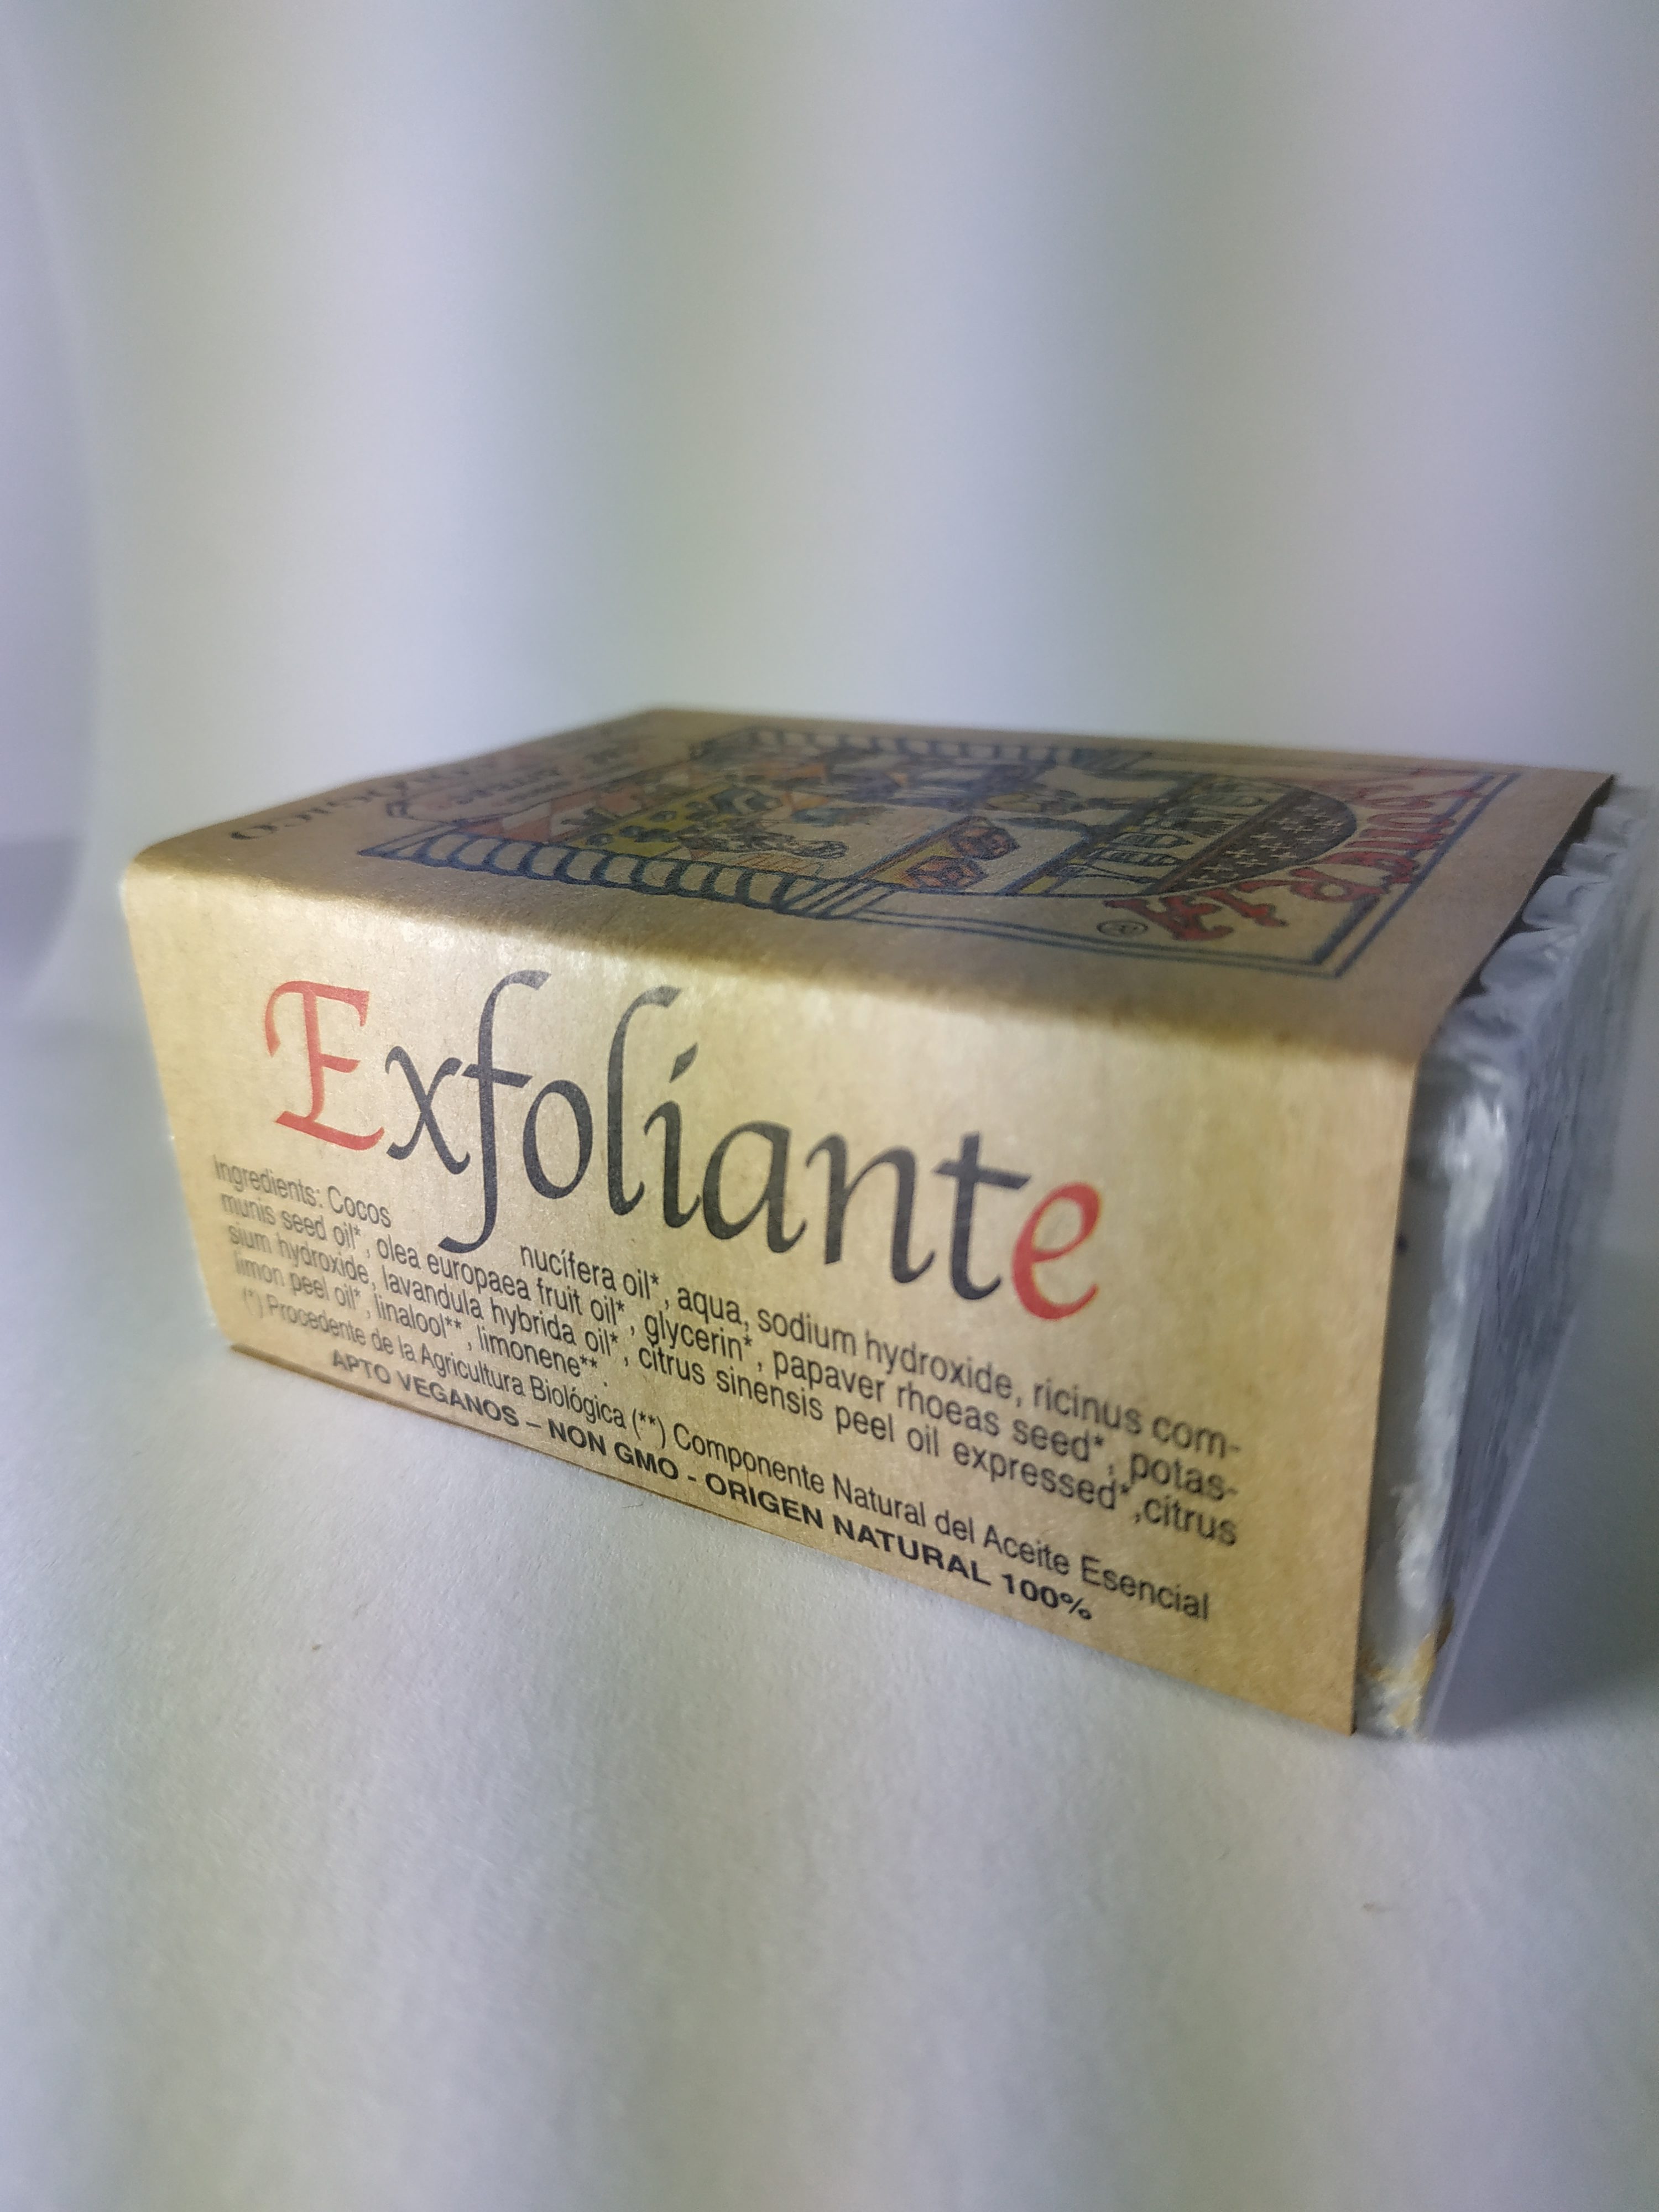 Exfoliante
Ingredients: Cocos nucífera oil*, aqua, sodium hydroxide, ricinus com-
munis seed oil*, olea europaea fruit oil*, glycerin*, papaver rhoeas seed*, potas-
sium hydroxide, lavandula hybrida oil*, citrus sinensis peel oil expressed*,citrus
limon peel oil*, linalool**, limonene**.
(*) Procedente de la Agricultura Biológica (**) Componente Natural del Aceite Esencial
APTO VEGANOS – NON GMO - ORIGEN NATURAL 100%